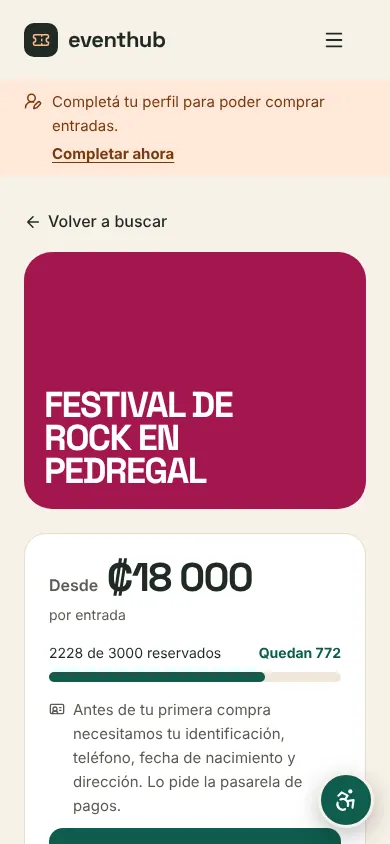 eventhub
Completá tu perfil para poder comprar
entradas.
Completar ahora
Volver a buscar
FESTIVAL DE
ROCK EN
PEDREGAL
Desde ₡18 000
por entrada
2228 de 3000 reservados Quedan 772
Antes de tu primera compra
necesitamos tu identificación,
teléfono, fecha de nacimiento y
dirección. Lo pide la pasarela de
pagos.